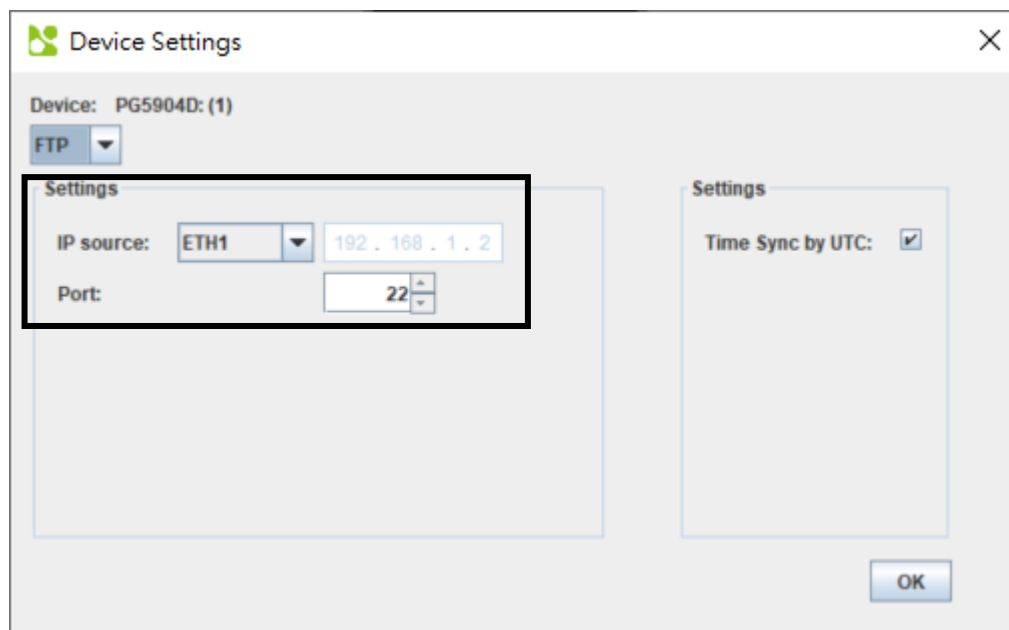 Device Settings
Device: PG5904D: (1)
FTP
Settings
IP source: ETH1 192 . 168 . 1 . 2
Port: 22
Settings
Time Sync by UTC:
OK